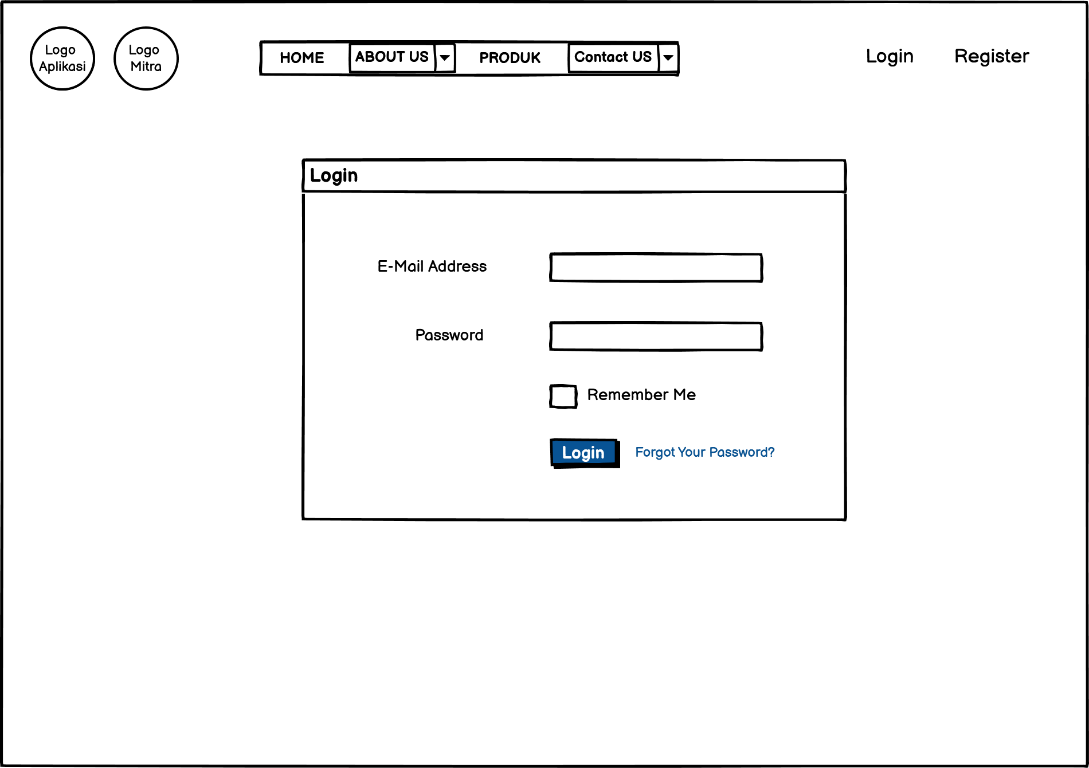 Logo
Aplikasi
Logo
Mitra
HOME
ABOUT US
PRODUK
Contact US
Login
Register
Login
E-Mail Address
Password
Remember Me
Login
Forgot Your Password?